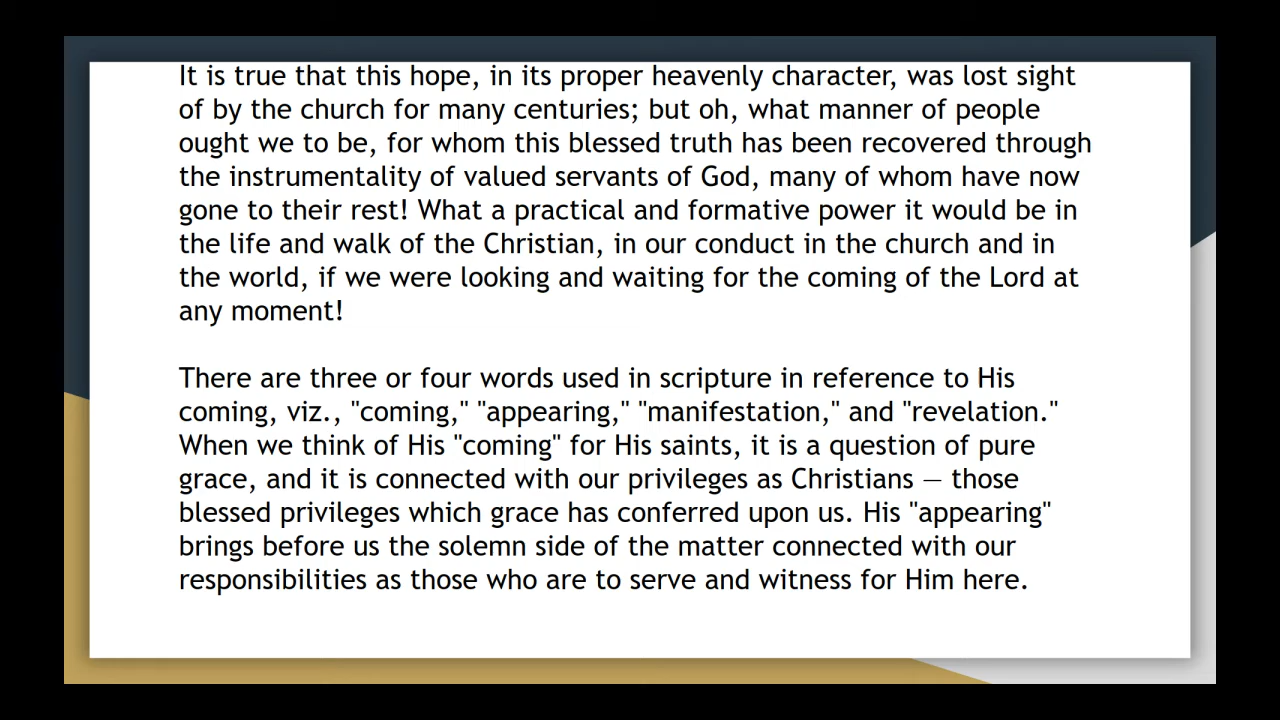 It is true that this hope, in its proper heavenly character, was lost sight
of by the church for many centuries; but oh, what manner of people
ought we to be, for whom this blessed truth has been recovered through
the instrumentality of valued servants of God, many of whom have now
gone to their rest! What a practical and formative power it would be in
the life and walk of the Christian, in our conduct in the church and in
the world, if we were looking and waiting for the coming of the Lord at
any moment!
There are three or four words used in scripture in reference to His
coming, viz., "coming," "appearing," "manifestation," and "revelation."
When we think of His "coming" for His saints, it is a question of pure
grace, and it is connected with our privileges as Christians — those
blessed privileges which grace has conferred upon us. His "appearing"
brings before us the solemn side of the matter connected with our
responsibilities as those who are to serve and witness for Him here.